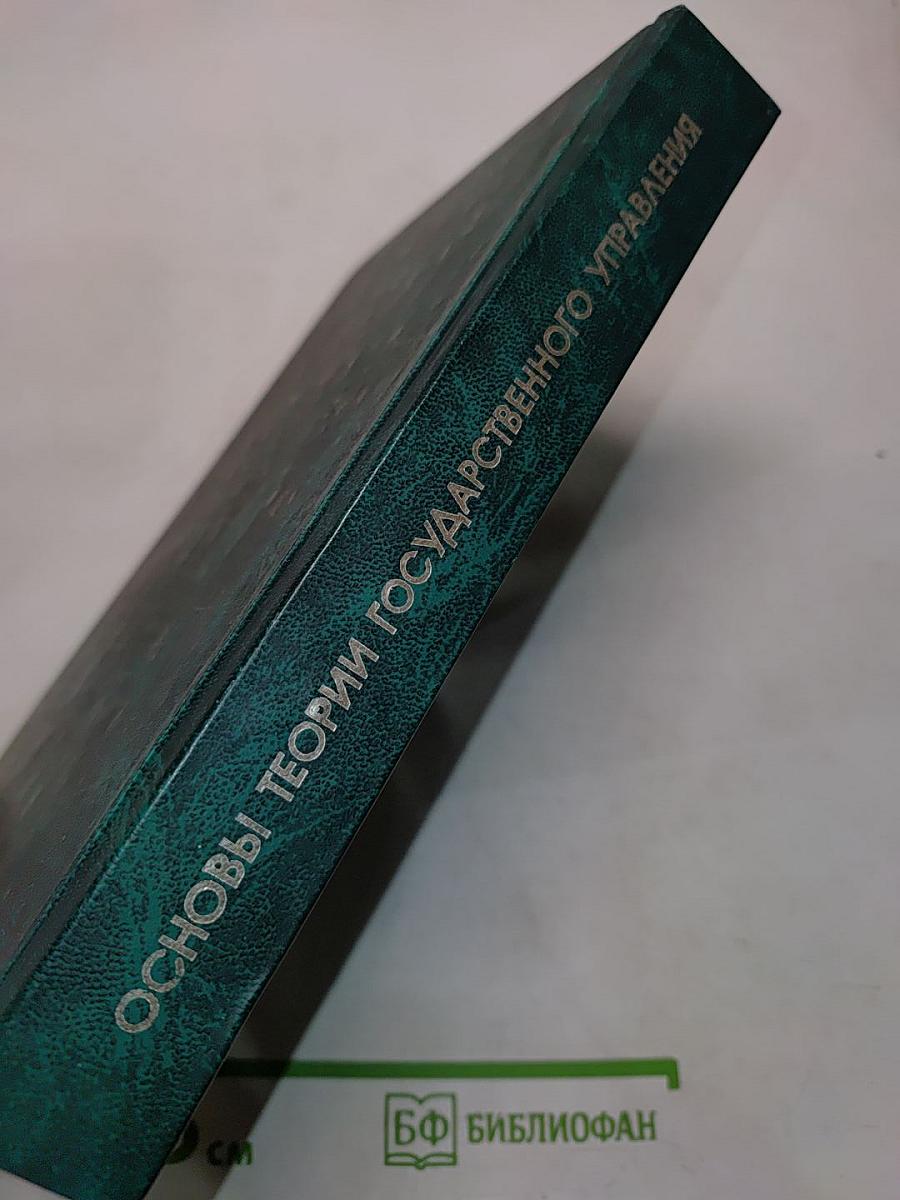 ОСНОВЫ ТЕОРИИ ГОСУДАРСТВЕННОГО УПРАВЛЕНИЯ
см
БФ БИБЛИОФАН